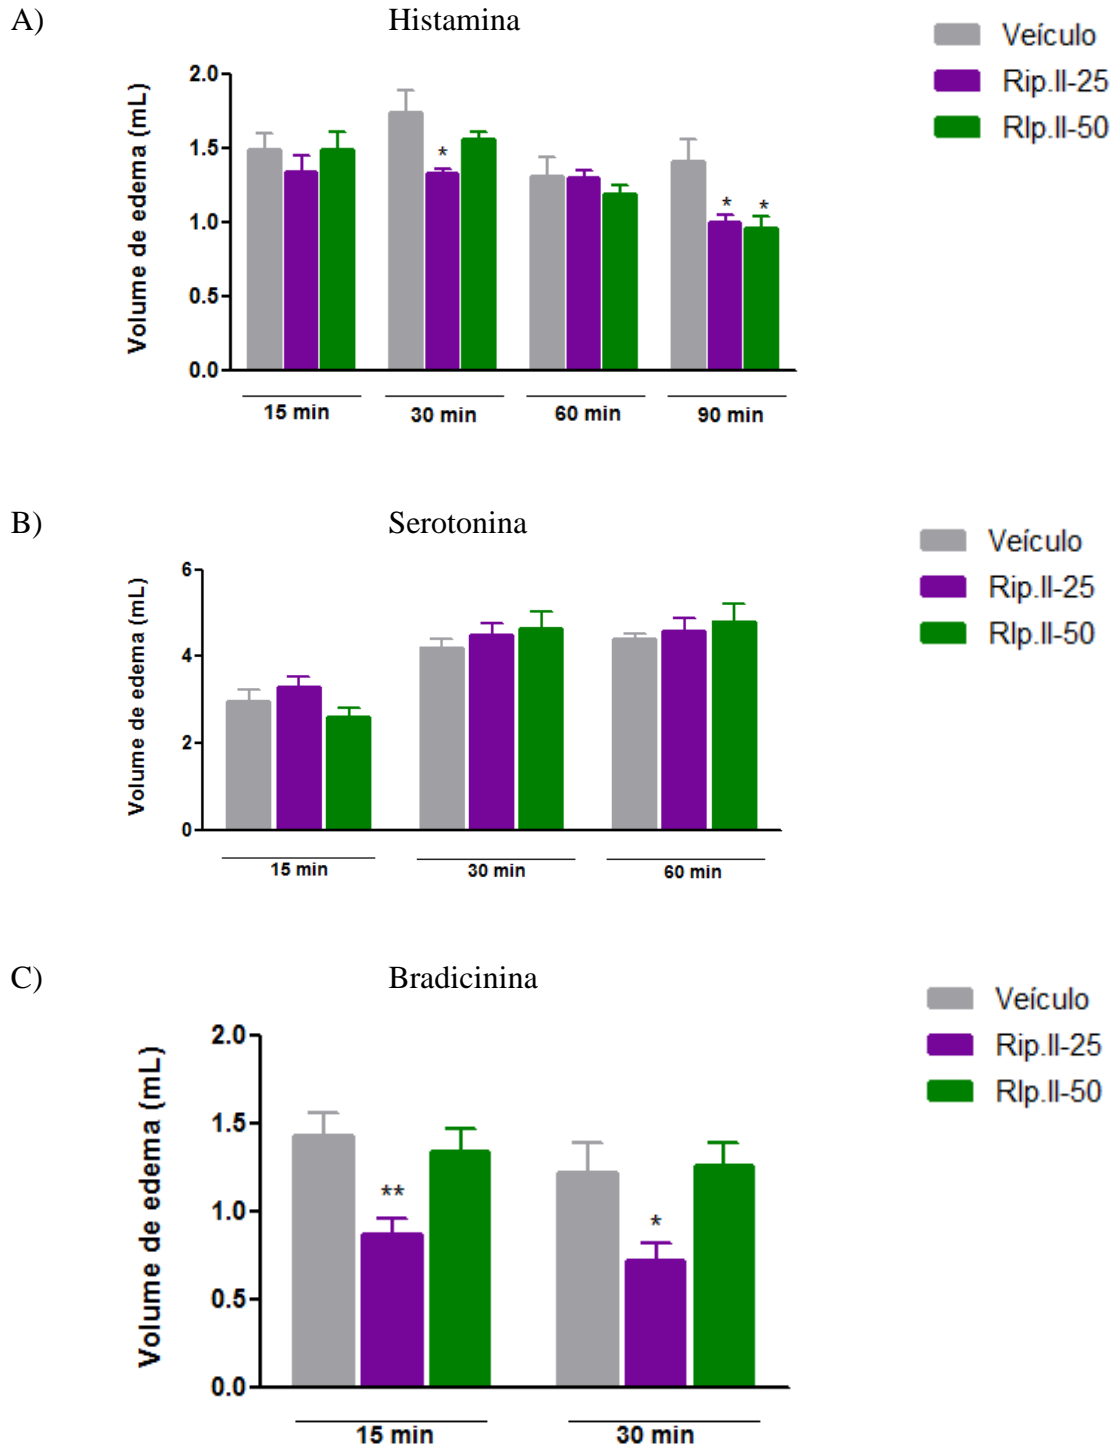 A)
Histamina
Veículo
Rip.II-25
RIp.II-50
Volume de edema (mL)
2.0
1.5
1.0
0.5
0.0
*
* *
15 min 30 min 60 min 90 min
B)
Serotonina
Veículo
Rip.II-25
RIp.II-50
Volume de edema (mL)
6
4
2
0
15 min 30 min 60 min
C)
Bradicinina
Veículo
Rip.II-25
RIp.II-50
Volume de edema (mL)
2.0
1.5
1.0
0.5
0.0
**
*
15 min 30 min